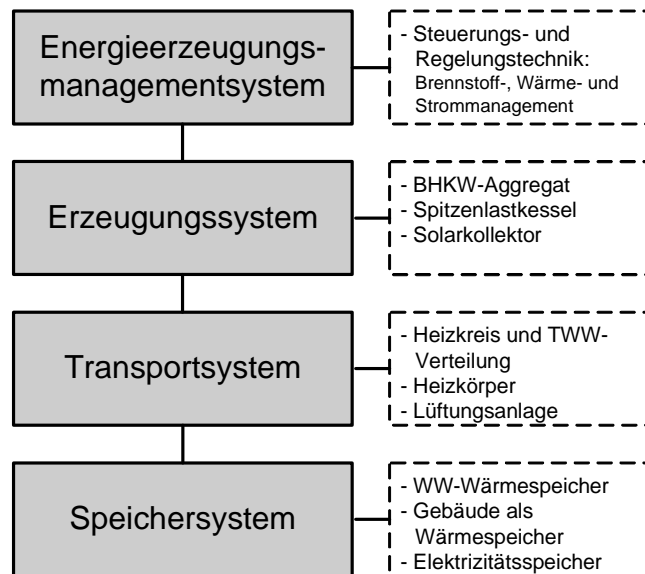 Energieerzeugungs-
managementsystem
- Steuerungs- und
Regelungstechnik:
Brennstoff-, Wärme- und
Strommanagement
Erzeugungssystem
- BHKW-Aggregat
- Spitzenlastkessel
- Solarkollektor
Transportsystem
- Heizkreis und TWW-
Verteilung
- Heizkörper
- Lüftungsanlage
Speichersystem
- WW-Wärmespeicher
- Gebäude als
Wärmespeicher
- Elektrizitätsspeicher